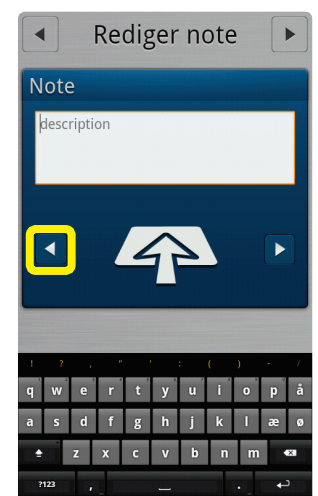 Rediger note
Note
description
! ? , " ' : ( ) - /
q w e r t y u i o p å
a s d f g h j k l æ ø
z x c v b n m
?123 , .